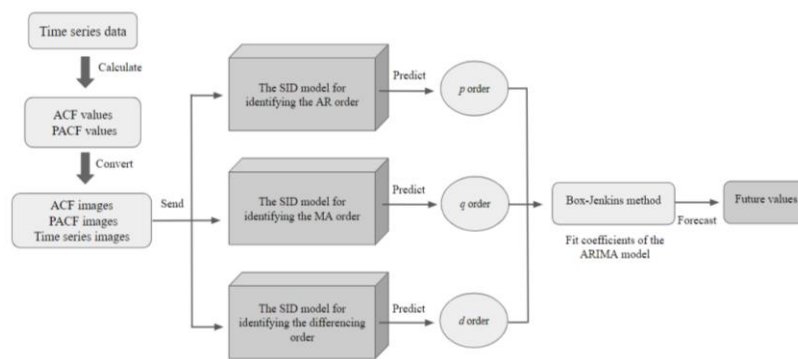 Time series data
Calculate
ACF values
PACF values
Convert
ACF images
PACF images
Time series images
Send
The SID model for
identifying the AR order
Predict
p order
The SID model for
identifying the MA order
Predict
q order
The SID model for
identifying the differencing
order
Predict
d order
Box-Jenkins method
Fit coefficients of the
ARIMA model
Forecast
Future values